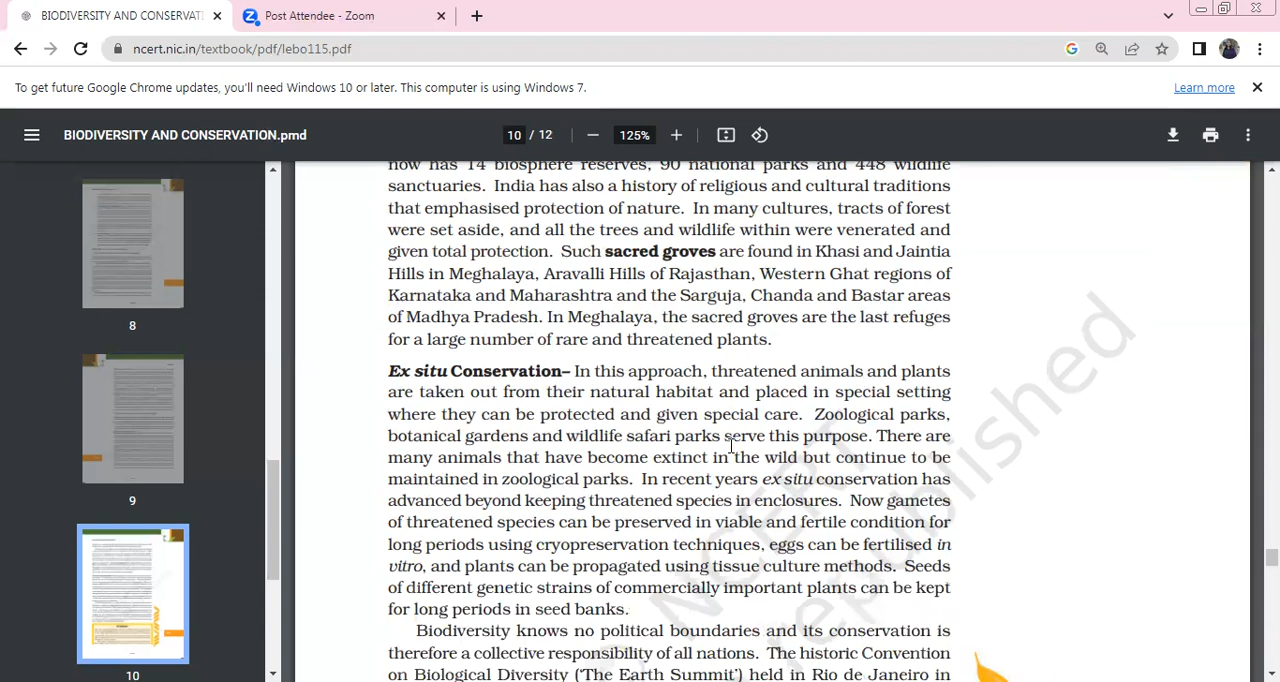 BIODIVERSITY AND CONSERVATI
Post Attendee - Zoom
ncert.nic.in/textbook/pdf/lebo115.pdf
To get future Google Chrome updates, you'll need Windows 10 or later. This computer is using Windows 7.
Learn more
BIODIVERSITY AND CONSERVATION.pmd
10 / 12
125%
now has 14 biosphere reserves, 90 national parks and 448 wildlife
sanctuaries. India has also a history of religious and cultural traditions
that emphasised protection of nature. In many cultures, tracts of forest
were set aside, and all the trees and wildlife within were venerated and
given total protection. Such sacred groves are found in Khasi and Jaintia
Hills in Meghalaya, Aravalli Hills of Rajasthan, Western Ghat regions of
Karnataka and Maharashtra and the Sarguja, Chanda and Bastar areas
of Madhya Pradesh. In Meghalaya, the sacred groves are the last refuges
for a large number of rare and threatened plants.
Ex situ Conservation– In this approach, threatened animals and plants
are taken out from their natural habitat and placed in special setting
where they can be protected and given special care. Zoological parks,
botanical gardens and wildlife safari parks serve this purpose. There are
many animals that have become extinct in the wild but continue to be
maintained in zoological parks. In recent years ex situ conservation has
advanced beyond keeping threatened species in enclosures. Now gametes
of threatened species can be preserved in viable and fertile condition for
long periods using cryopreservation techniques, eggs can be fertilised in
vitro, and plants can be propagated using tissue culture methods. Seeds
of different genetic strains of commercially important plants can be kept
for long periods in seed banks.
Biodiversity knows no political boundaries and its conservation is
therefore a collective responsibility of all nations. The historic Convention
on Biological Diversity ('The Earth Summit') held in Rio de Janeiro in
8
9
10
NCERT
published